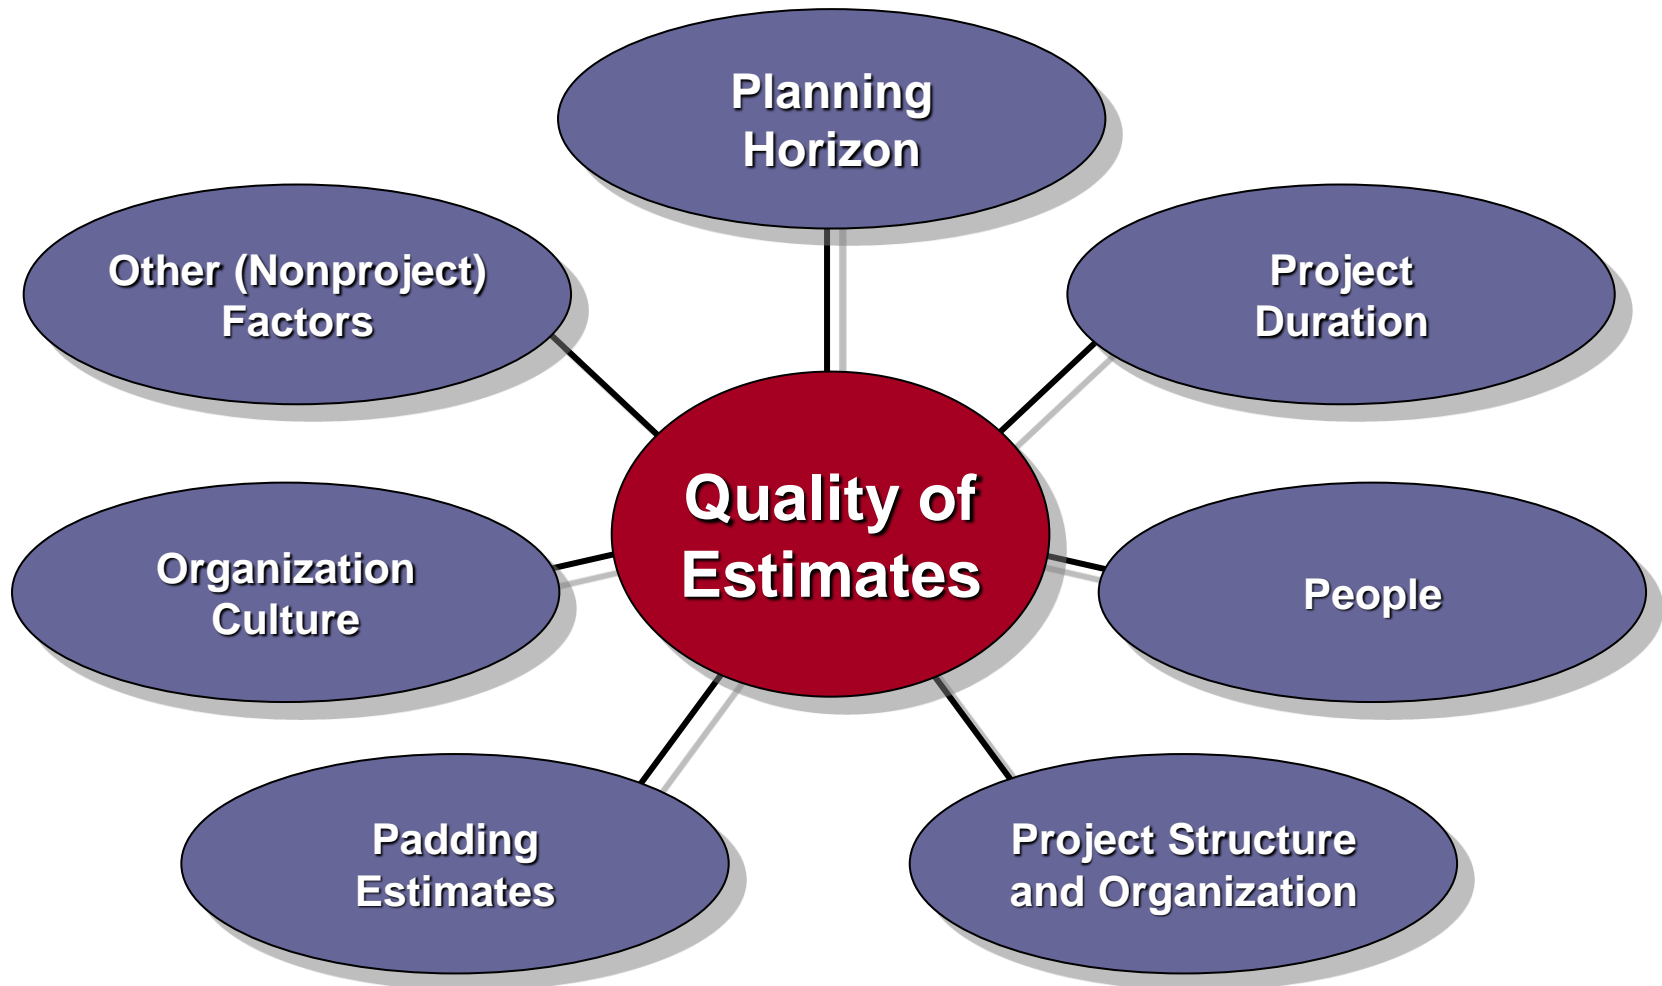 Planning
Horizon
Other (Nonproject)
Factors
Project
Duration
Quality of
Estimates
Organization
Culture
People
Padding
Estimates
Project Structure
and Organization